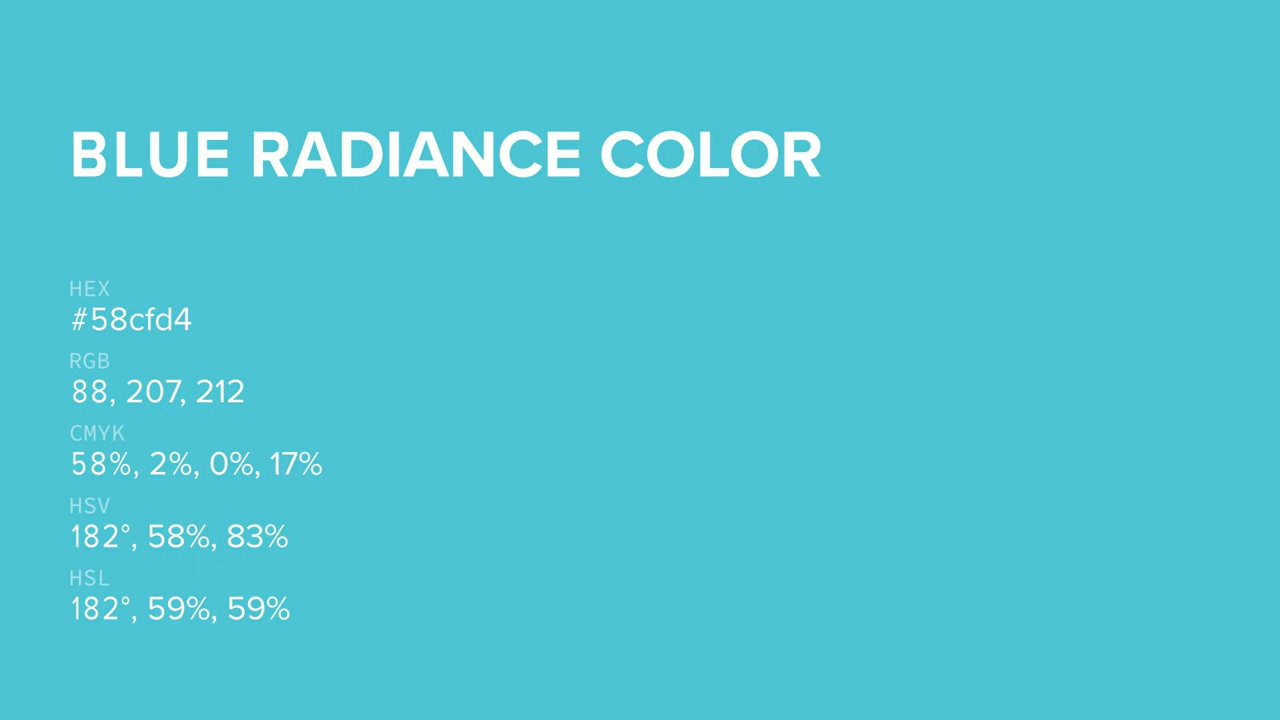 BLUE RADIANCE COLOR
HEX
#58cfd4
RGB
88, 207, 212
CMYK
58%, 2%, 0%, 17%
HSV
182°, 58%, 83%
HSL
182°, 59%, 59%